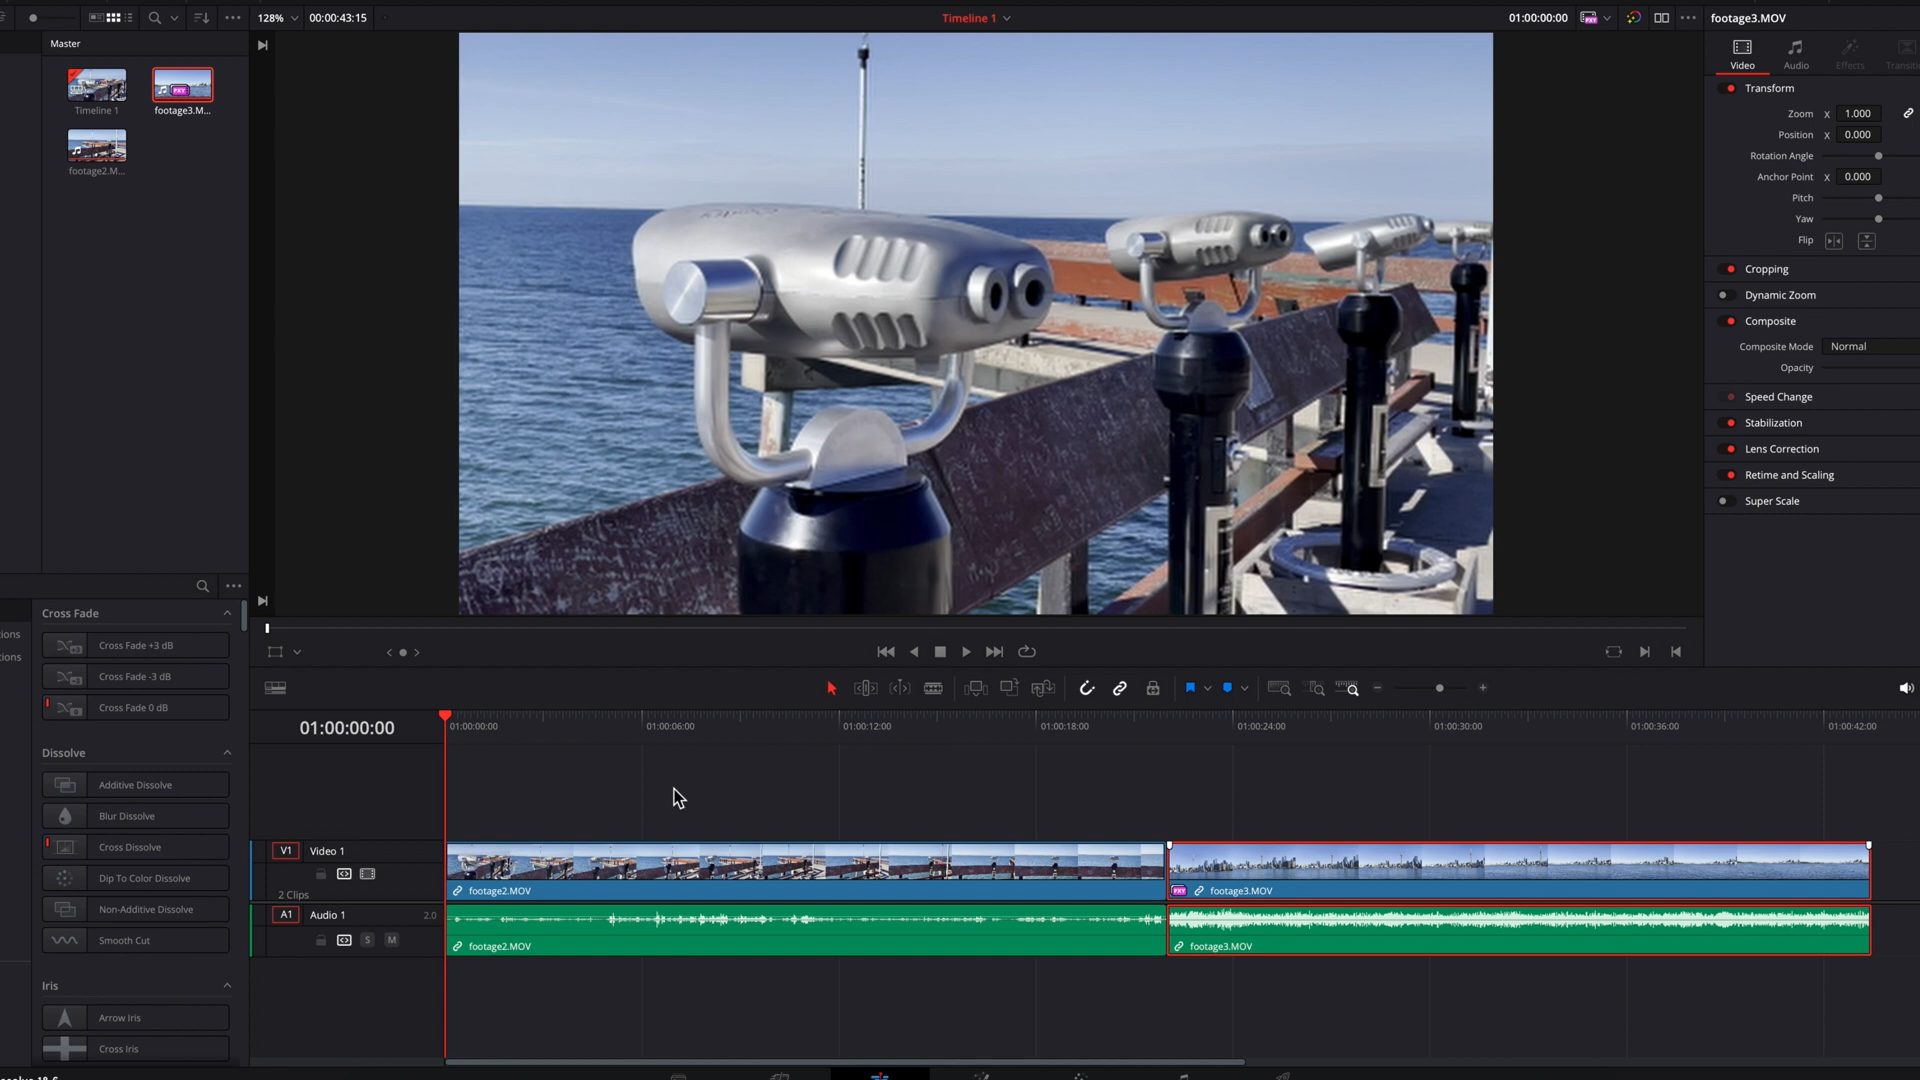 128%
00:00:43:15
Timeline 1
01:00:00:00
PXY
footage3.MOV
Master
Video
Audio
Effects
Transiti
PXY
Timeline 1
footage3.M...
footage2.M...
Transform
Zoom X 1.000
Position X 0.000
Rotation Angle
Anchor Point X 0.000
Pitch
Yaw
Flip
Cropping
Dynamic Zoom
Composite
Composite Mode Normal
Opacity
Speed Change
Stabilization
Lens Correction
Retime and Scaling
Super Scale
Cross Fade
ions
Cross Fade +3 dB
ions
Cross Fade -3 dB
Cross Fade 0 dB
Dissolve
Additive Dissolve
Blur Dissolve
Cross Dissolve
Dip To Color Dissolve
Non-Additive Dissolve
Smooth Cut
Iris
Arrow Iris
Cross Iris
01:00:00:00
01:00:00:00
01:00:06:00
01:00:12:00
01:00:18:00
01:00:24:00
01:00:30:00
01:00:36:00
01:00:42:00
V1 Video 1
2 Clips
footage2.MOV
PXY footage3.MOV
A1 Audio 1 2.0
S M
footage2.MOV
footage3.MOV